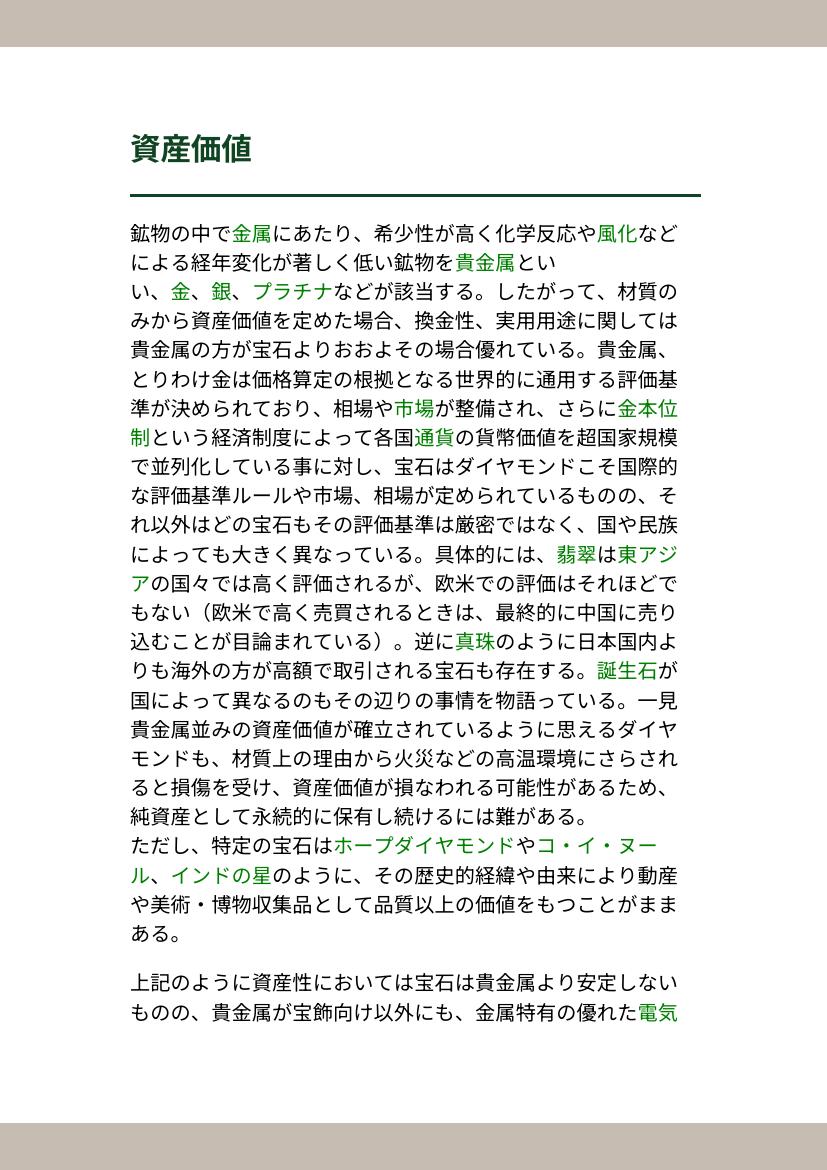 資産価値
鉱物の中で金属にあたり、希少性が高く化学反応や風化など
による経年変化が著しく低い鉱物を貴金属とい
い、金、銀、プラチナなどが該当する。したがって、材質の
みから資産価値を定めた場合、換金性、実用用途に関しては
貴金属の方が宝石よりおおよその場合優れている。貴金属、
とりわけ金は価格算定の根拠となる世界的に通用する評価基
準が決められており、相場や市場が整備され、さらに金本位
制という経済制度によって各国通貨の貨幣価値を超国家規模
で並列化している事に対し、宝石はダイヤモンドこそ国際的
な評価基準ルールや市場、相場が定められているものの、そ
れ以外はどの宝石もその評価基準は厳密ではなく、国や民族
によっても大きく異なっている。具体的には、翡翠は東アジ
アの国々では高く評価されるが、欧米での評価はそれほどで
もない（欧米で高く売買されるときは、最終的に中国に売り
込むことが目論まれている）。逆に真珠のように日本国内よ
りも海外の方が高額で取引される宝石も存在する。誕生石が
国によって異なるのもその辺りの事情を物語っている。一見
貴金属並みの資産価値が確立されているように思えるダイヤ
モンドも、材質上の理由から火災などの高温環境にさらされ
ると損傷を受け、資産価値が損なわれる可能性があるため、
純資産として永続的に保有し続けるには難がある。
ただし、特定の宝石はホープダイヤモンドやコ・イ・ヌー
ル、インドの星のように、その歴史的経緯や由来により動産
や美術・博物収集品として品質以上の価値をもつことがまま
ある。
上記のように資産性においては宝石は貴金属より安定しない
ものの、貴金属が宝飾向け以外にも、金属特有の優れた電気